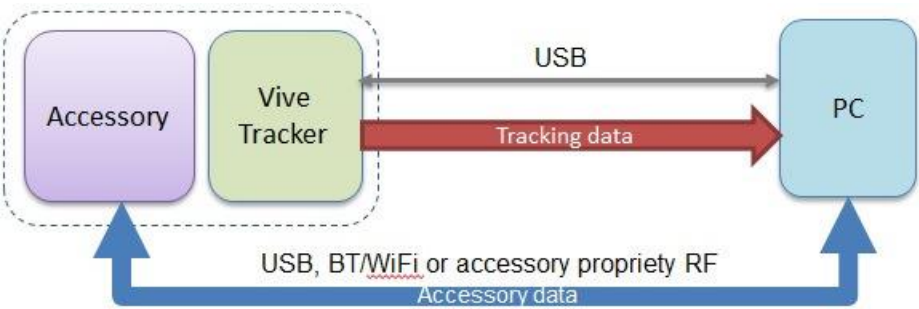 Accessory
Vive
Tracker
USB
Tracking data
PC
USB, BT/WiFi or accessory propriety RF
Accessory data